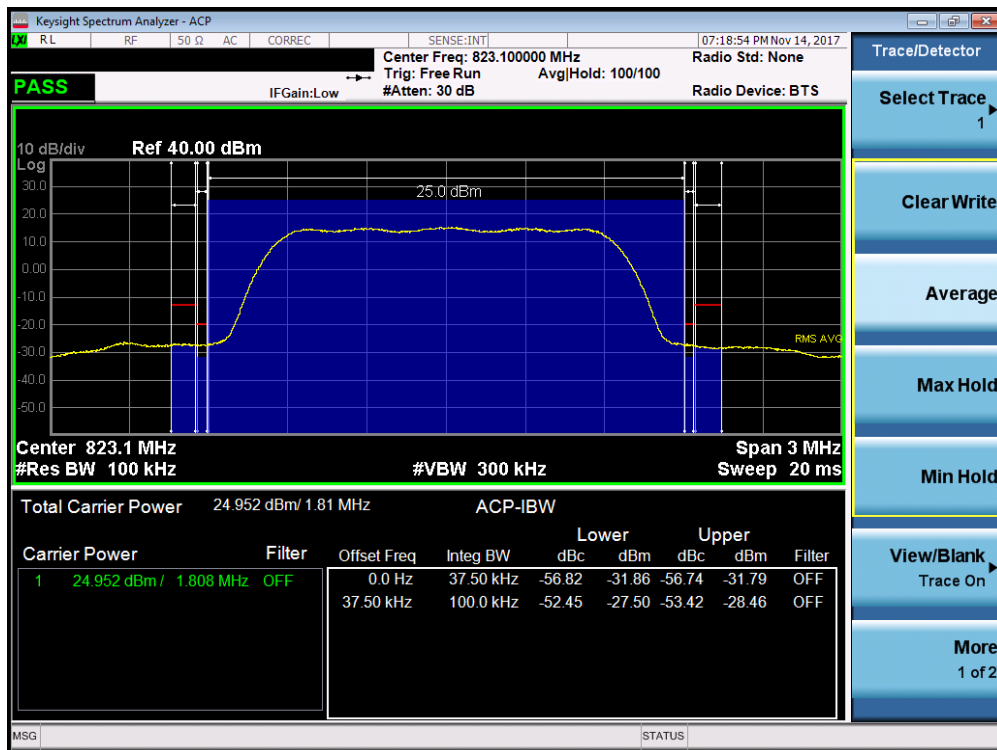 Keysight Spectrum Analyzer - ACP
LXI RL RF 50 Ω AC CORREC SENSE:INT 07:18:54 PM Nov 14, 2017
Center Freq: 823.100000 MHz Radio Std: None
Trig: Free Run Avg|Hold: 100/100
PASS IFGain:Low #Atten: 30 dB Radio Device: BTS
10 dB/div Ref 40.00 dBm
Log
30.0
25.0 dBm
20.0
10.0
0.00
-10.0
-20.0
RMS AVG
-30.0
-40.0
-50.0
Center 823.1 MHz Span 3 MHz
#Res BW 100 kHz #VBW 300 kHz Sweep 20 ms
Total Carrier Power 24.952 dBm/ 1.81 MHz ACP-IBW
Lower Upper
Carrier Power Filter Offset Freq Integ BW dBc dBm dBc dBm Filter
1 24.952 dBm / 1.808 MHz OFF 0.0 Hz 37.50 kHz -56.82 -31.86 -56.74 -31.79 OFF
37.50 kHz 100.0 kHz -52.45 -27.50 -53.42 -28.46 OFF
MSG STATUS
Trace/Detector
Select Trace
1
Clear Write
Average
Max Hold
Min Hold
View/Blank
Trace On
More
1 of 2